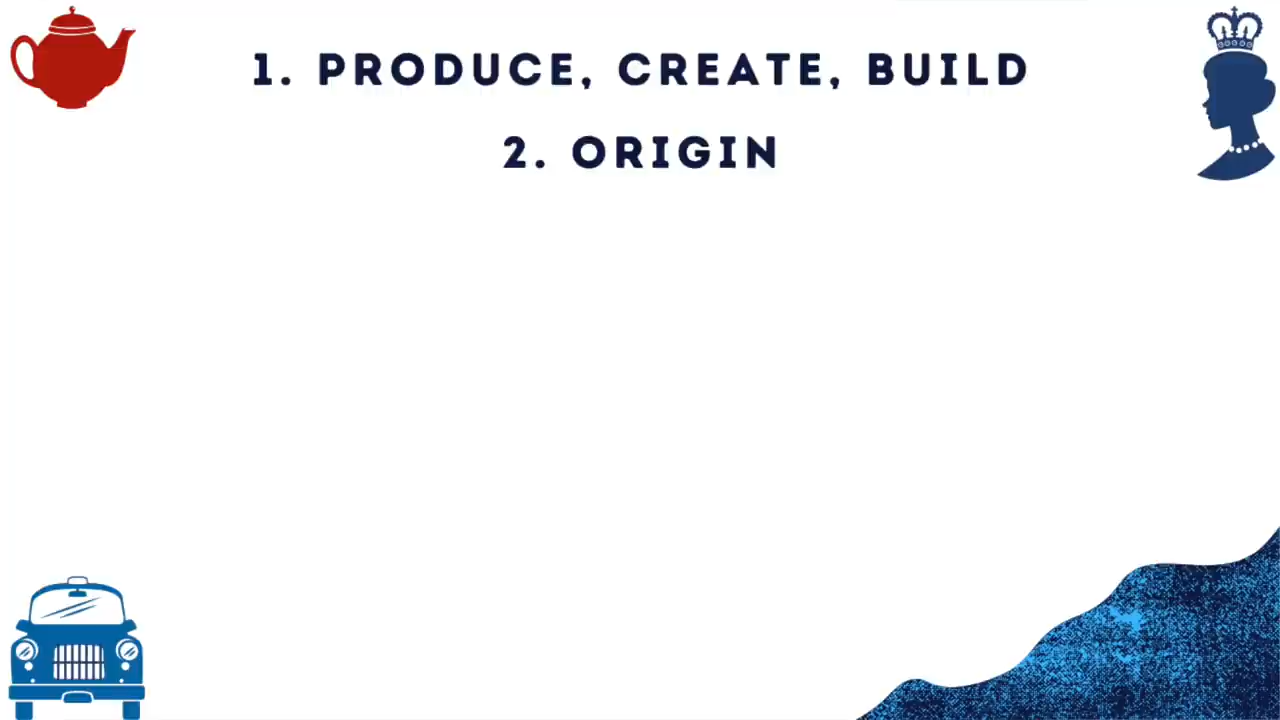 1. PRODUCE, CREATE, BUILD
2. ORIGIN